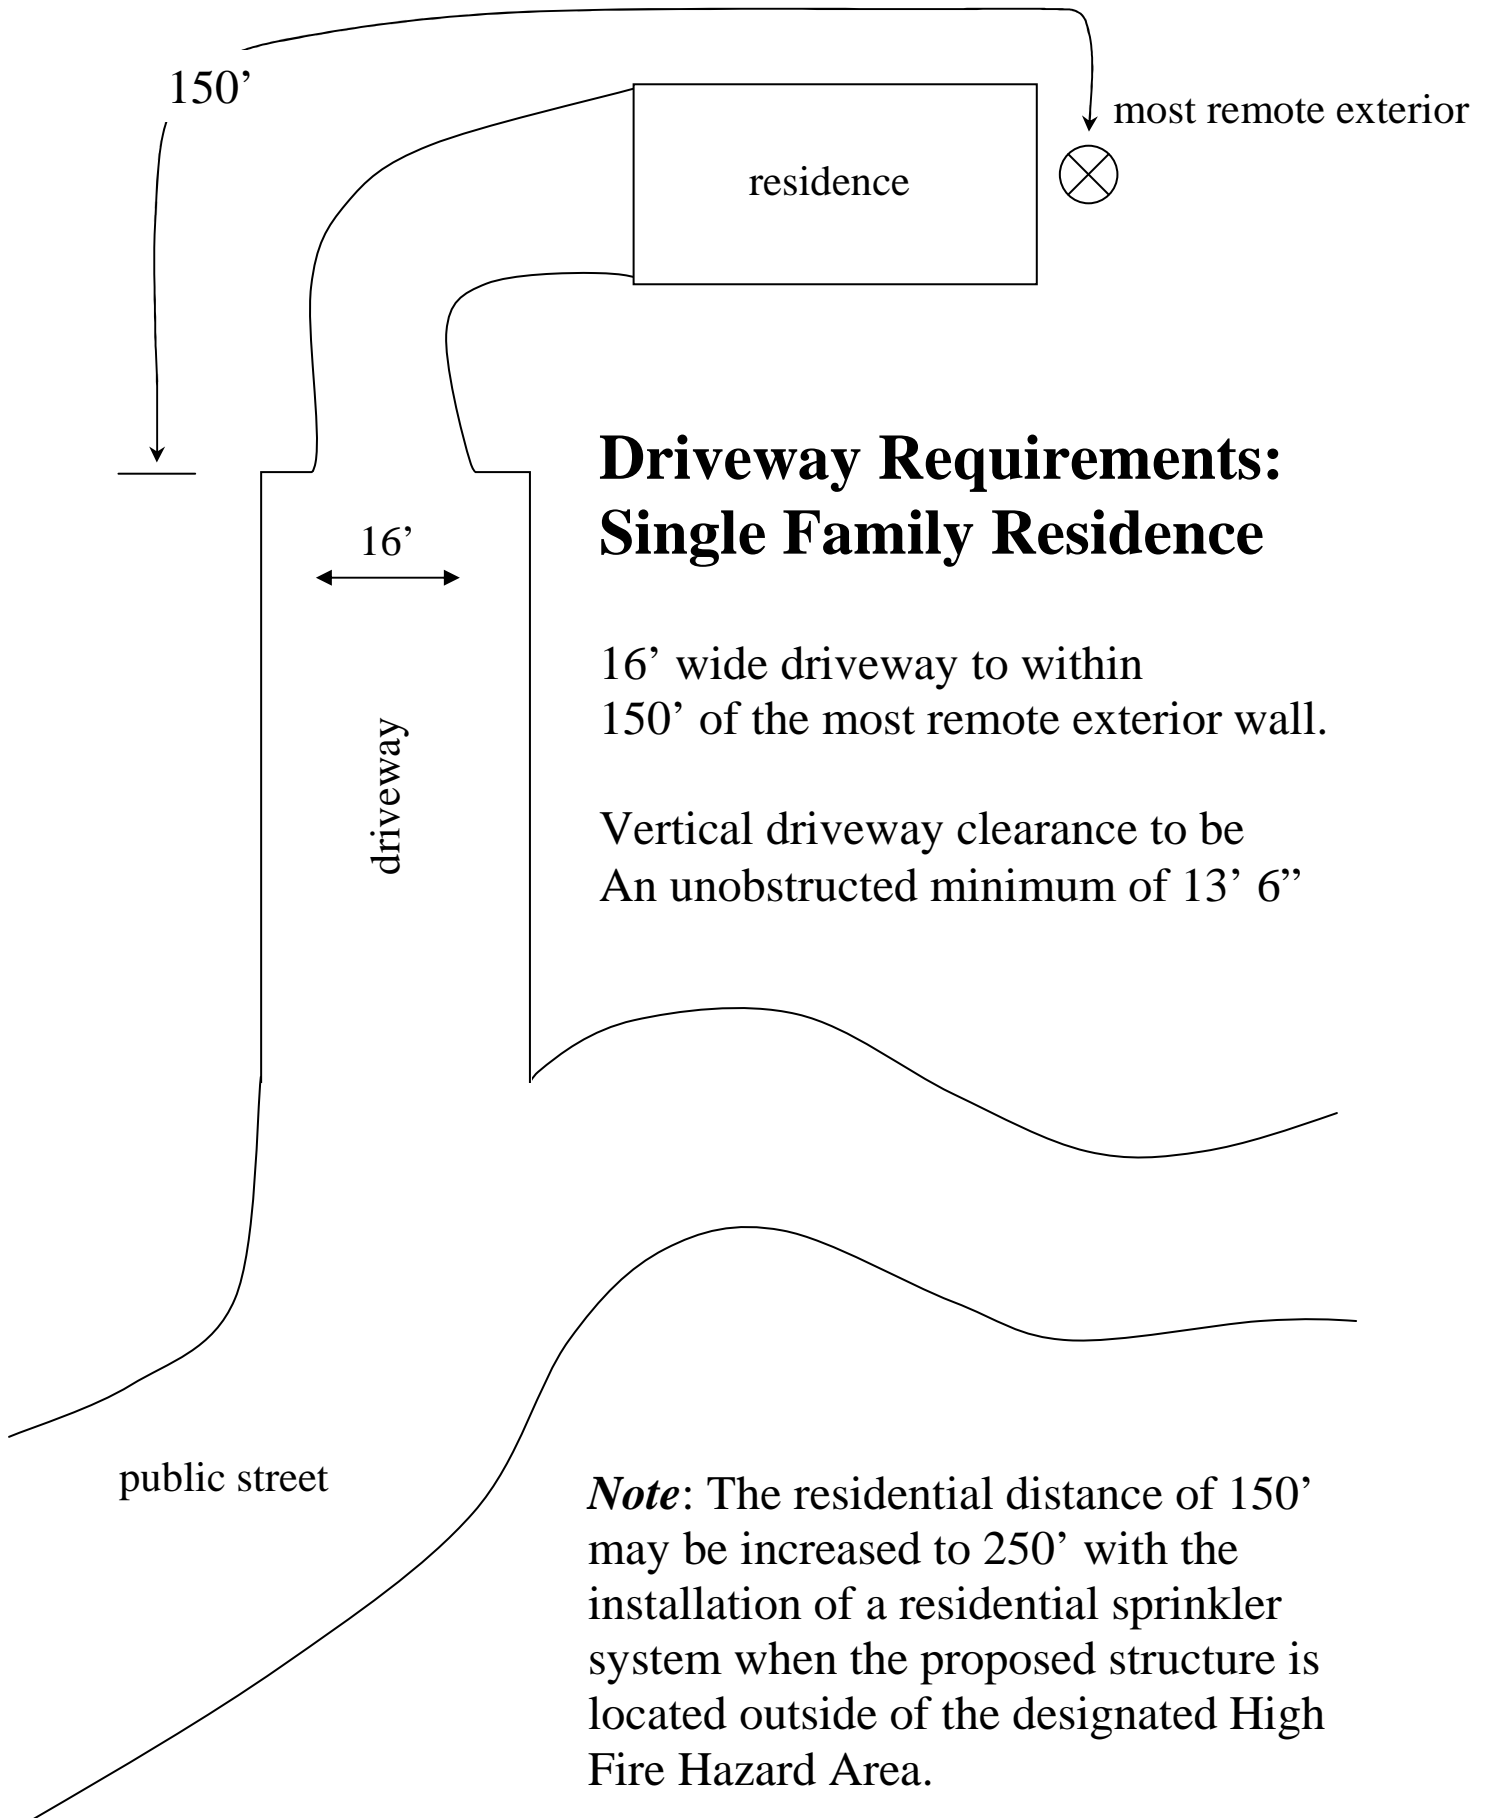 150’
most remote exterior
residence
Driveway Requirements:
Single Family Residence
16’
16’ wide driveway to within
150’ of the most remote exterior wall.
driveway
Vertical driveway clearance to be
An unobstructed minimum of 13’ 6”
public street
Note: The residential distance of 150’
may be increased to 250’ with the
installation of a residential sprinkler
system when the proposed structure is
located outside of the designated High
Fire Hazard Area.